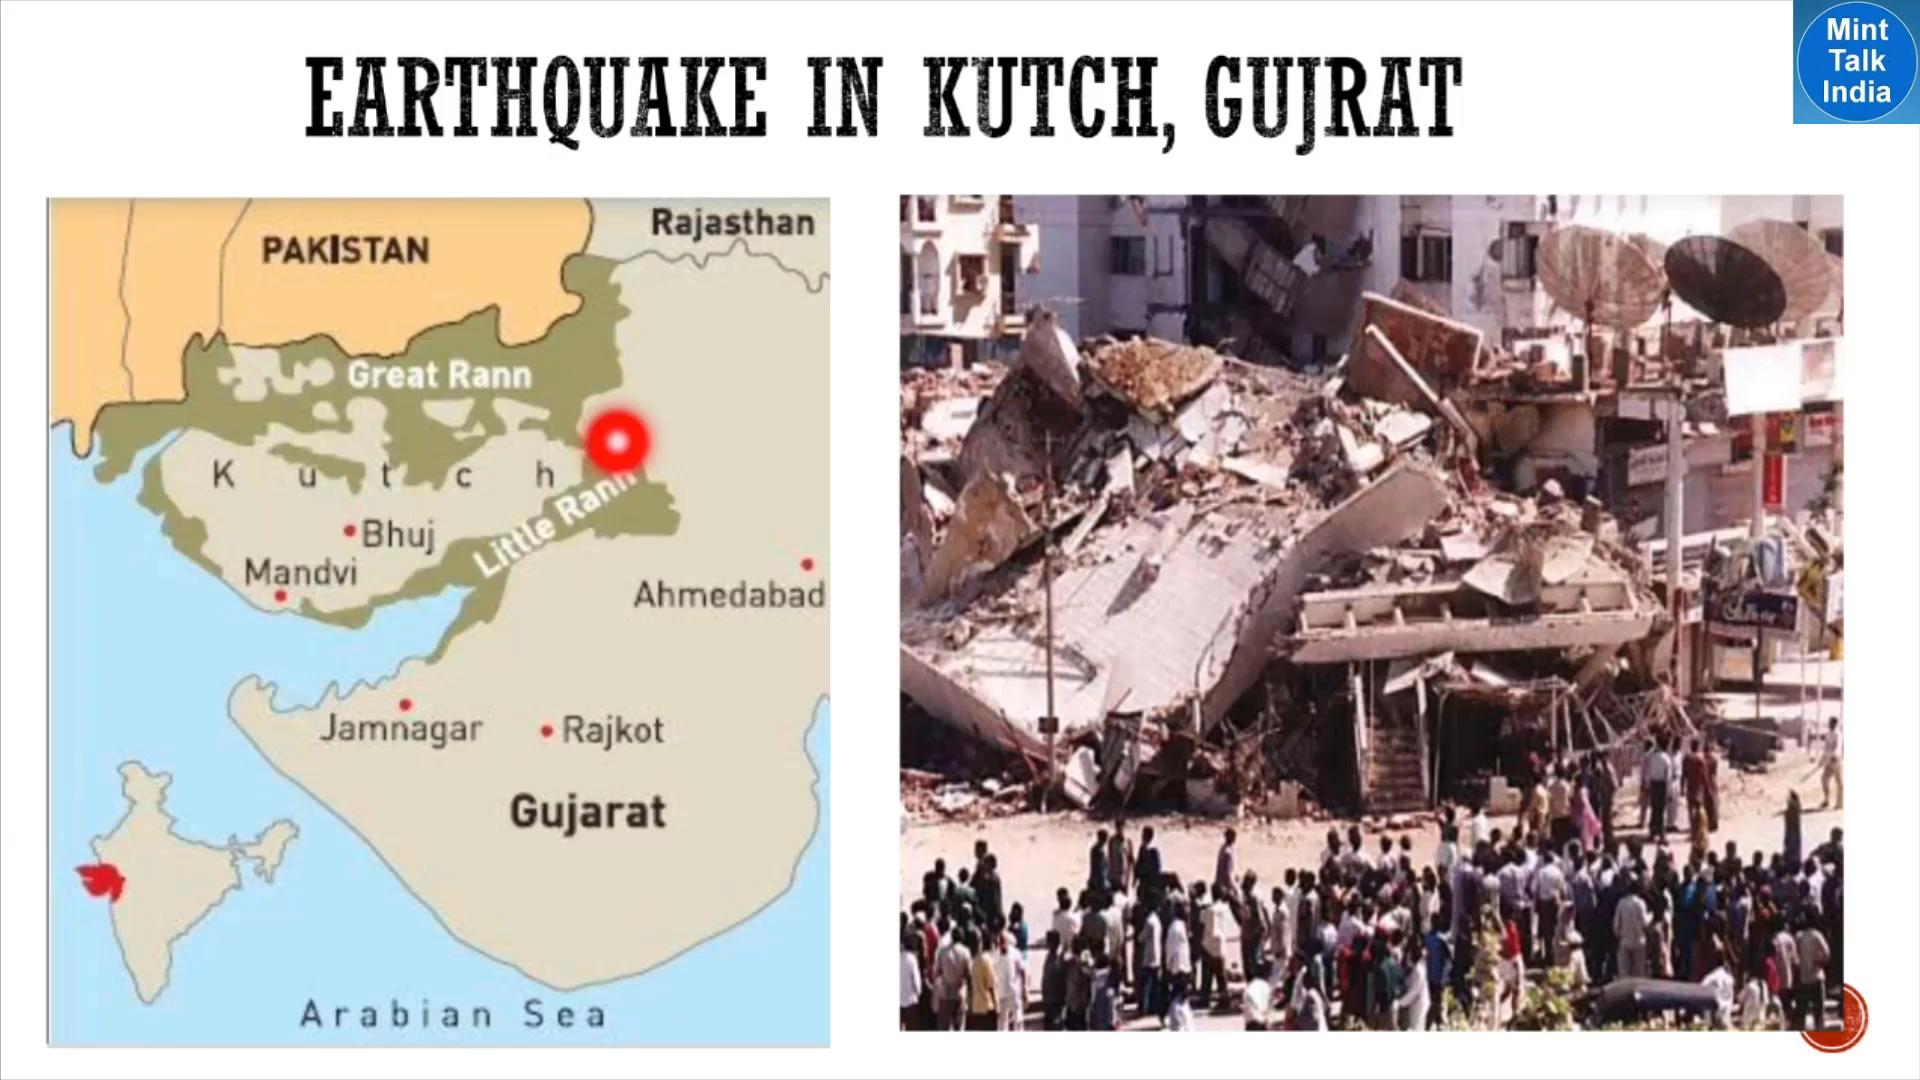 EARTHQUAKE IN KUTCH, GUJRAT
Mint
Talk
India
PAKISTAN
Rajasthan
Great Rann
Kutch
Little Rann
Bhuj
Mandvi
Ahmedabad
Jamnagar
Rajkot
Gujarat
Arabian Sea